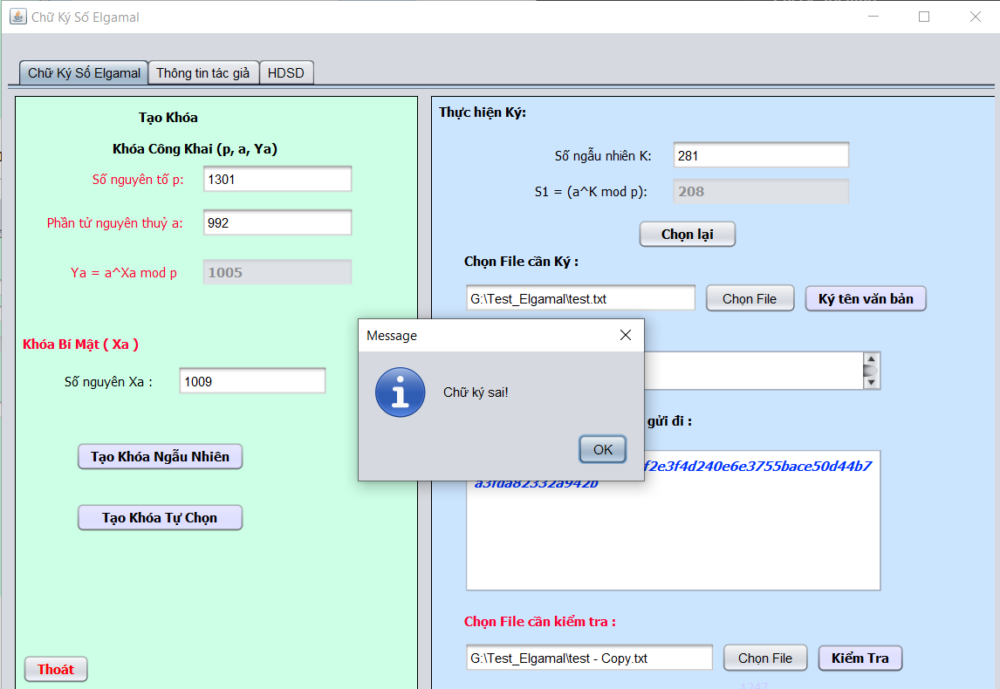 Chữ Ký Số Elgamal
Chữ Ký Số Elgamal
Thông tin tác giả
HDSD
Tạo Khóa
Khóa Công Khai (p, a, Ya)
Số nguyên tố p:
1301
Phần tử nguyên thuỷ a:
992
Ya = a^Xa mod p
1005
Khóa Bí Mật ( Xa )
Số nguyên Xa :
1009
Tạo Khóa Ngẫu Nhiên
Tạo Khóa Tự Chọn
Thoát
Thực hiện Ký:
Số ngẫu nhiên K:
281
S1 = (a^K mod p):
208
Chọn lại
Chọn File cần Ký :
G:\Test_Elgamal\test.txt
Chọn File
Ký tên văn bản
Message
Chữ ký sai!
OK
gửi đi :
f2e3f4d240e6e3755bace50d44b7
a3fda82332a942b
Chọn File cần kiểm tra :
G:\Test_Elgamal\test - Copy.txt
Chọn File
Kiểm Tra